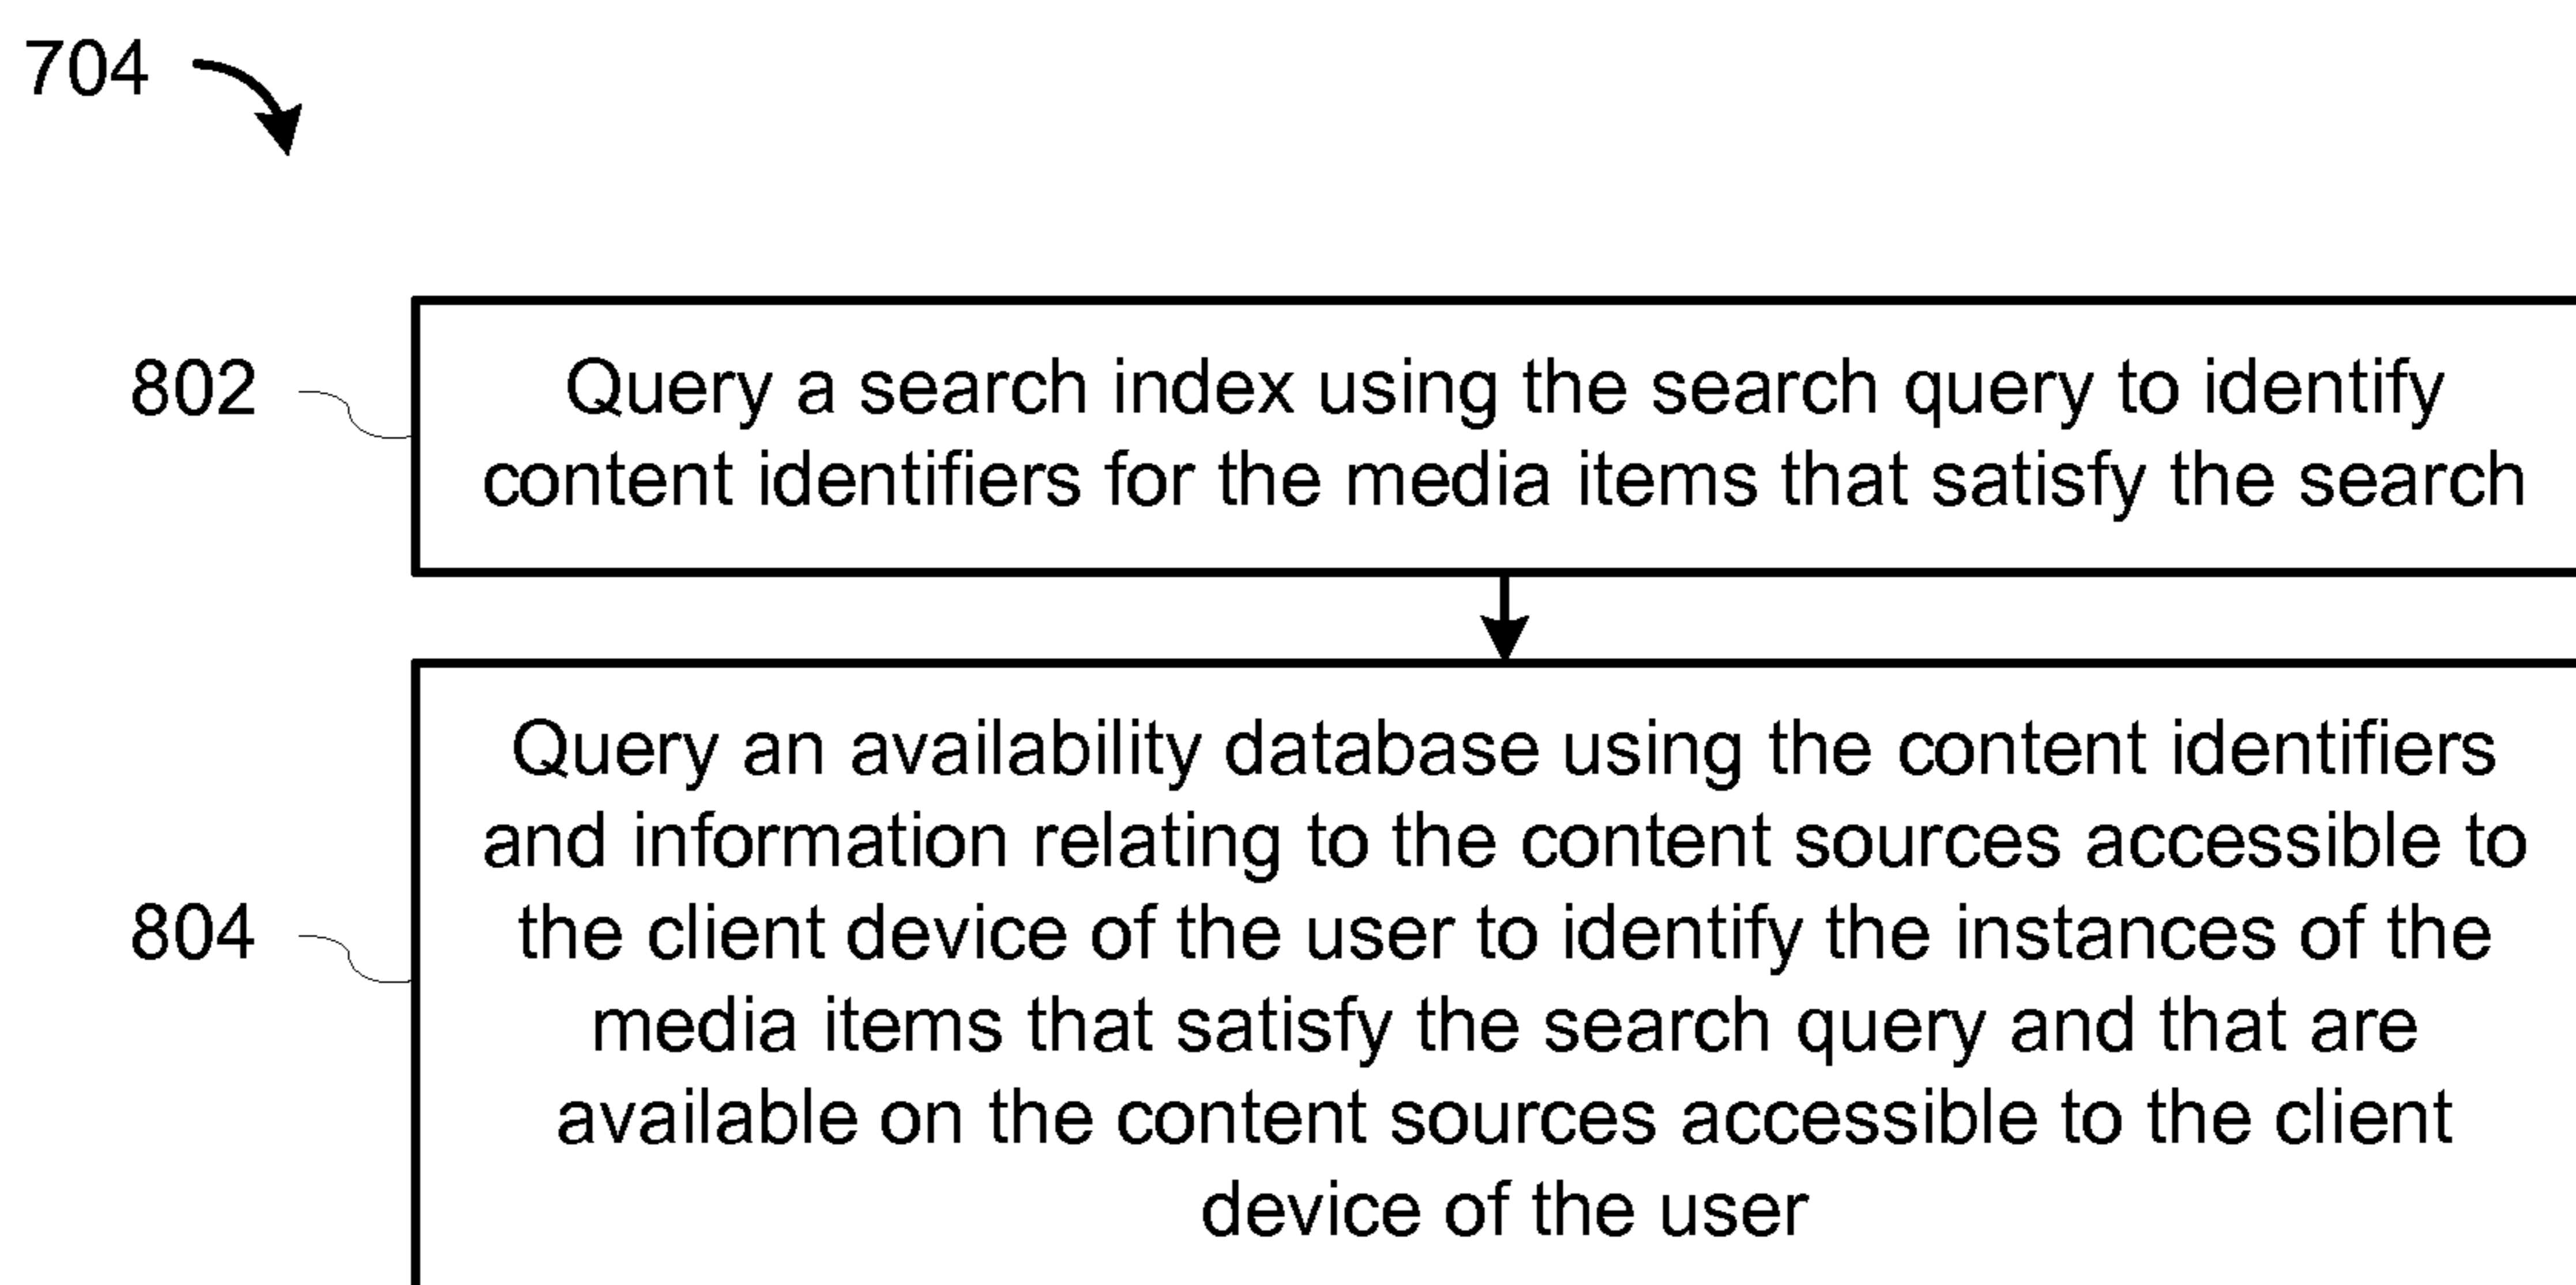 704
802
Query a search index using the search query to identify
content identifiers for the media items that satisfy the search
804
Query an availability database using the content identifiers
and information relating to the content sources accessible to
the client device of the user to identify the instances of the
media items that satisfy the search query and that are
available on the content sources accessible to the client
device of the user